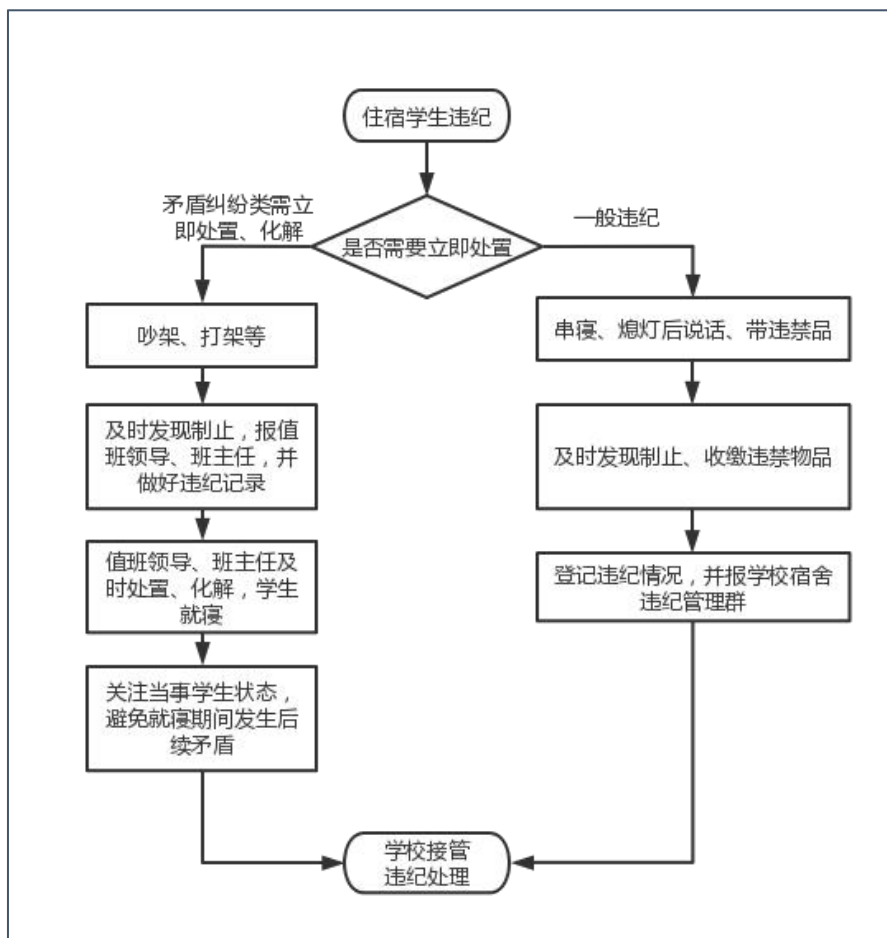 住宿学生违纪
矛盾纠纷类需立
即处置、化解
是否需要立即处置
一般违纪
吵架、打架等
及时发现制止，报值
班领导、班主任，并
做好违纪记录
值班领导、班主任及
时处置、化解，学生
就寝
关注当事学生状态，
避免就寝期间发生后
续矛盾
串寝、熄灯后说话、带违禁品
及时发现制止、收缴违禁物品
登记违纪情况，并报学校宿舍
违纪管理群
学校接管
违纪处理